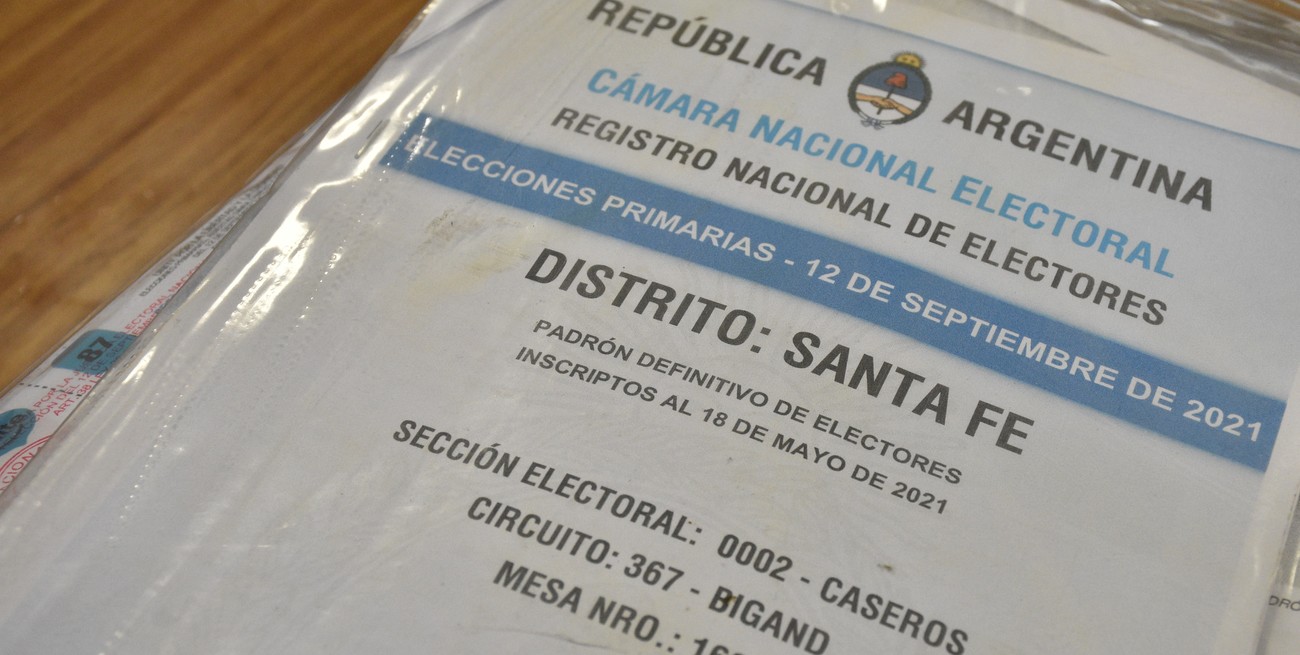 REPÚBLICA ARGENTINA
CÁMARA NACIONAL ELECTORAL
REGISTRO NACIONAL DE ELECTORES
ELECCIONES PRIMARIAS - 12 DE SEPTIEMBRE DE 2021
DISTRITO: SANTA FE
PADRÓN DEFINITIVO DE ELECTORES
INSCRIPTOS AL 18 DE MAYO DE 2021
SECCIÓN ELECTORAL: 0002 - CASEROS
CIRCUITO: 367 - BIGAND
MESA NRO.:
87